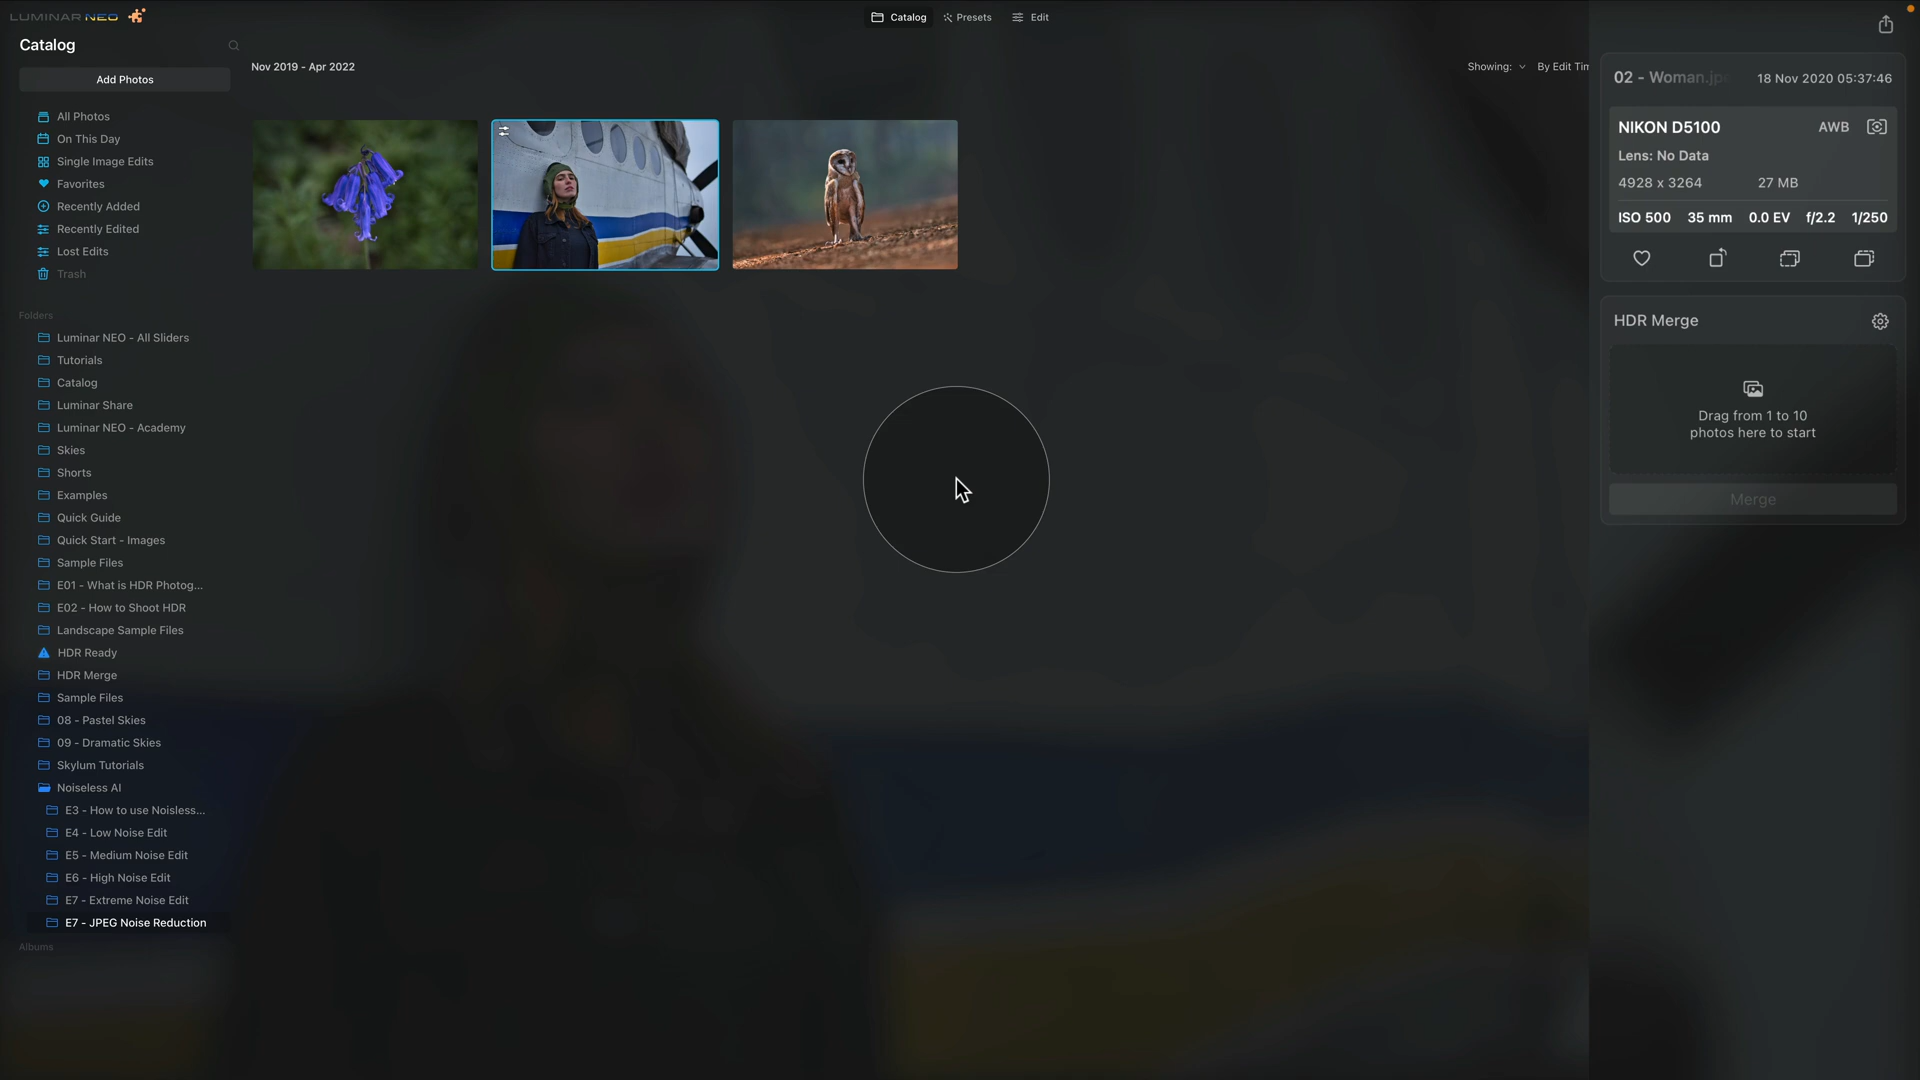 LUMINAR NEO
Catalog
Presets
Edit
Catalog
Add Photos
All Photos
On This Day
Single Image Edits
Favorites
Recently Added
Recently Edited
Lost Edits
Trash
Folders
Luminar NEO - All Sliders
Tutorials
Catalog
Luminar Share
Luminar NEO - Academy
Skies
Shorts
Examples
Quick Guide
Quick Start - Images
Sample Files
E01 - What is HDR Photog...
E02 - How to Shoot HDR
Landscape Sample Files
HDR Ready
HDR Merge
Sample Files
08 - Pastel Skies
09 - Dramatic Skies
Skylum Tutorials
Noiseless AI
E3 - How to use Noisless...
E4 - Low Noise Edit
E5 - Medium Noise Edit
E6 - High Noise Edit
E7 - Extreme Noise Edit
E7 - JPEG Noise Reduction
Albums
Nov 2019 - Apr 2022
Showing: By Edit Tim
02 - Woman.jpe 18 Nov 2020 05:37:46
NIKON D5100 AWB
Lens: No Data
4928 x 3264 27 MB
ISO 500 35 mm 0.0 EV f/2.2 1/250
HDR Merge
Drag from 1 to 10
photos here to start
Merge